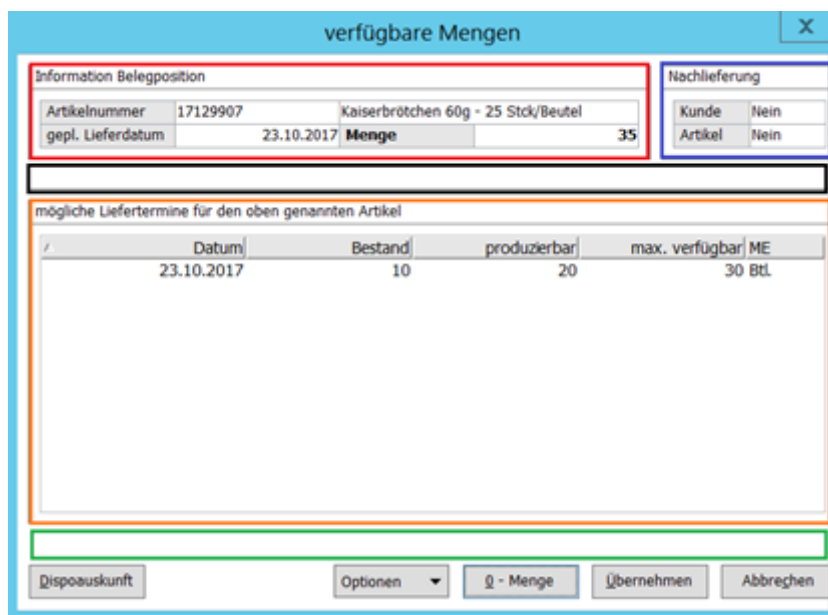 verfügbare Mengen
X
Information Belegposition
Nachlieferung
Artikelnummer 17129907 Kaiserbrötchen 60g - 25 Stck/Beutel
Kunde Nein
gepl. Lieferdatum 23.10.2017 Menge 35
Artikel Nein
mögliche Liefertermine für den oben genannten Artikel
Datum Bestand produzierbar max. verfügbar ME
23.10.2017 10 20 30 Btl.
Dispoauskunft Optionen 0 - Menge Übernehmen Abbrechen